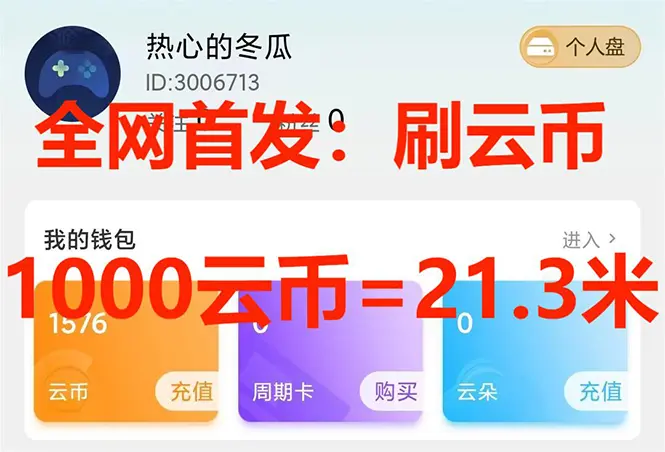 热心的冬瓜
个人盘
ID:3006713
全网首发：刷云币
0
我的钱包
进入 >
1000云币=21.3米
1576
0
0
云币
充值
周期卡
购买
云朵
充值